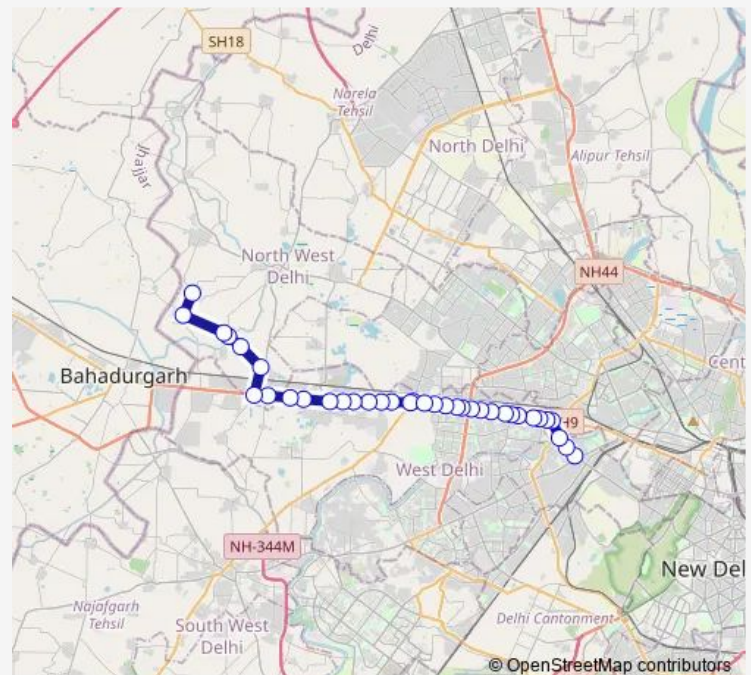 SH18
Delhi
Narela
Tehsil
North Delhi
Alipur Tehsil
Jhajjar
North West
Delhi
NH44
Cent
Bahadurgarh
H9
West Delhi
NH-344M
New Del
Najafgarh
Tehsil
Delhi Cantonment
South West
Delhi
© OpenStreetMap contributors